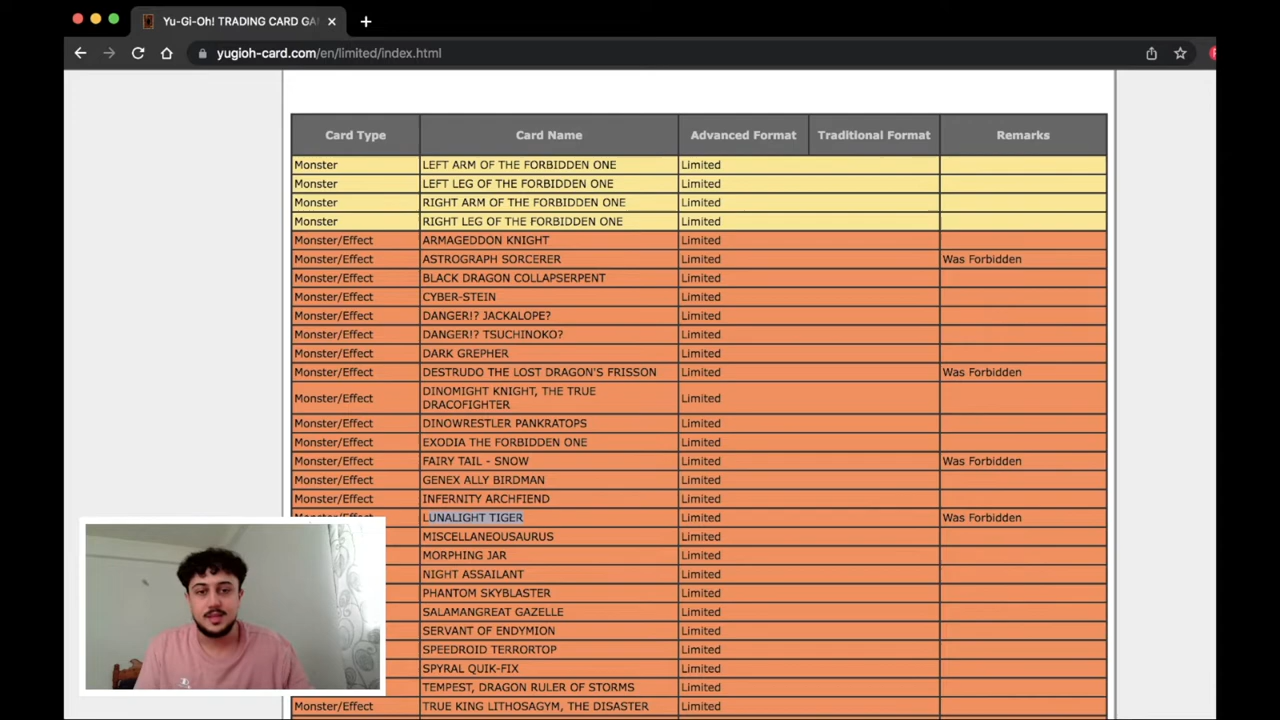 Yu-Gi-Oh! TRADING CARD GA
yugioh-card.com/en/limited/index.html
Card Type Card Name Advanced Format Traditional Format Remarks
Monster LEFT ARM OF THE FORBIDDEN ONE Limited
Monster LEFT LEG OF THE FORBIDDEN ONE Limited
Monster RIGHT ARM OF THE FORBIDDEN ONE Limited
Monster RIGHT LEG OF THE FORBIDDEN ONE Limited
Monster/Effect ARMAGEDDON KNIGHT Limited
Monster/Effect ASTROGRAPH SORCERER Limited Was Forbidden
Monster/Effect BLACK DRAGON COLLAPSERPENT Limited
Monster/Effect CYBER-STEIN Limited
Monster/Effect DANGER!? JACKALOPE? Limited
Monster/Effect DANGER!? TSUCHINOKO? Limited
Monster/Effect DARK GREPHER Limited
Monster/Effect DESTRUDO THE LOST DRAGON'S FRISSON Limited Was Forbidden
Monster/Effect DINOMIGHT KNIGHT, THE TRUE
DRACOFIGHTER Limited
Monster/Effect DINOWRESTLER PANKRATOPS Limited
Monster/Effect EXODIA THE FORBIDDEN ONE Limited
Monster/Effect FAIRY TAIL - SNOW Limited Was Forbidden
Monster/Effect GENEX ALLY BIRDMAN Limited
Monster/Effect INFERNITY ARCHFIEND Limited
Monster/Effect LUNALIGHT TIGER Limited Was Forbidden
MISCELLANEOUSAURUS Limited
MORPHING JAR Limited
NIGHT ASSAILANT Limited
PHANTOM SKYBLASTER Limited
SALAMANGREAT GAZELLE Limited
SERVANT OF ENDYMION Limited
SPEEDROID TERRORTOP Limited
SPYRAL QUIK-FIX Limited
TEMPEST, DRAGON RULER OF STORMS Limited
Monster/Effect TRUE KING LITHOSAGYM, THE DISASTER Limited